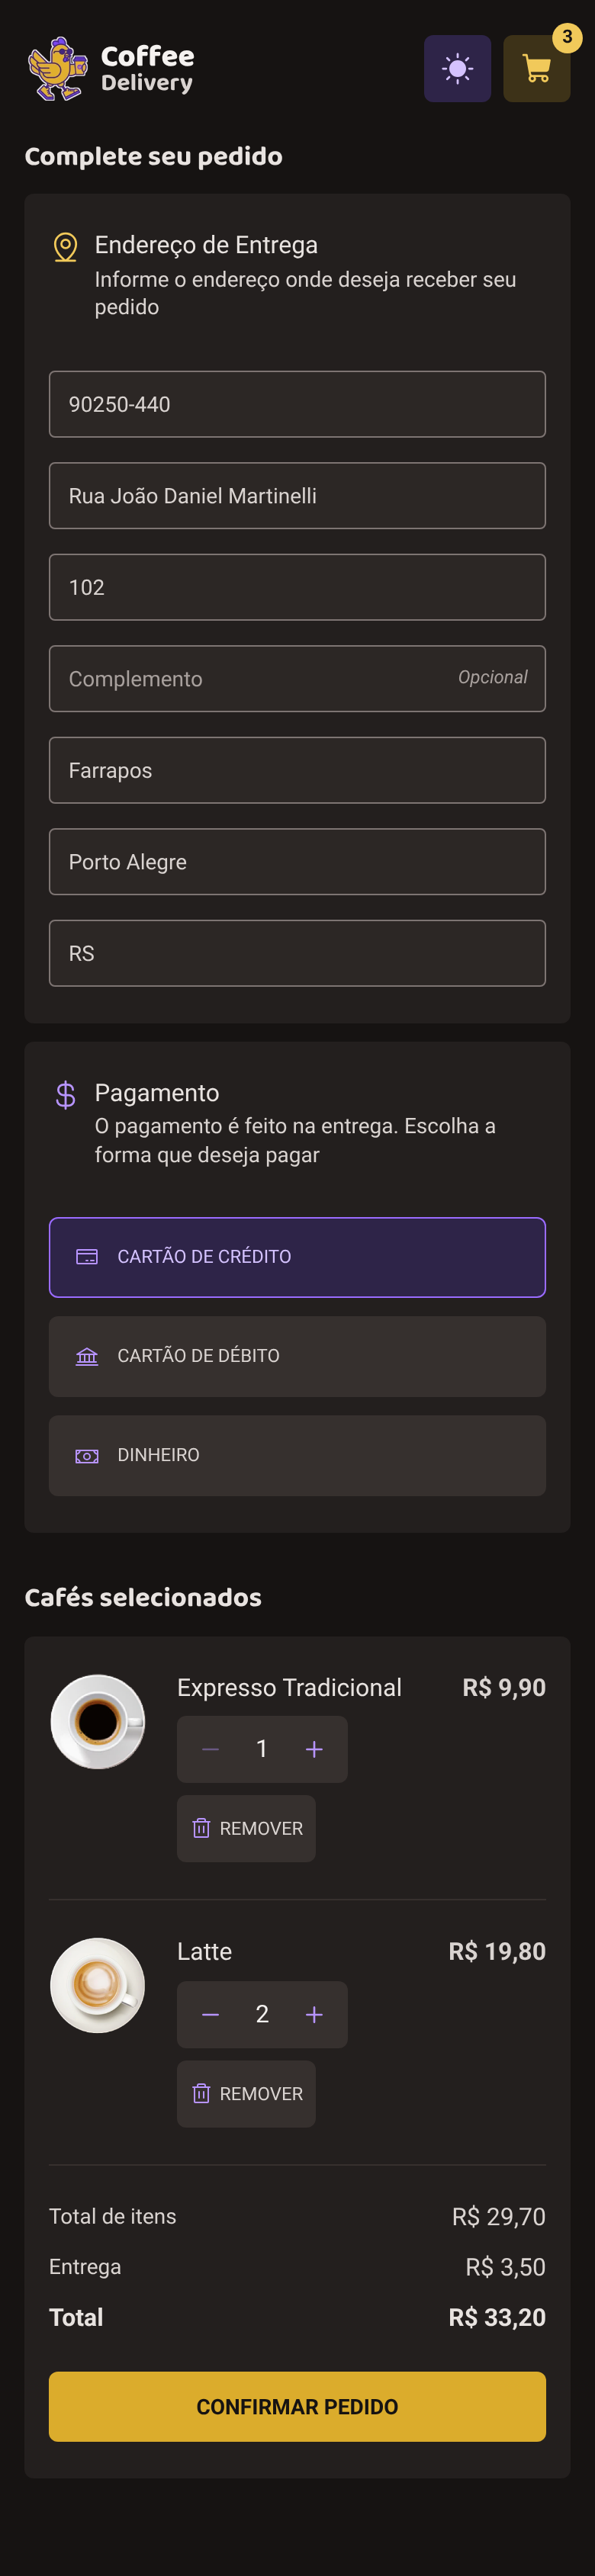 Coffee
Delivery
3
Complete seu pedido
Endereço de Entrega
Informe o endereço onde deseja receber seu
pedido
90250-440
Rua João Daniel Martinelli
102
Complemento Opcional
Farrapos
Porto Alegre
RS
Pagamento
O pagamento é feito na entrega. Escolha a
forma que deseja pagar
CARTÃO DE CRÉDITO
CARTÃO DE DÉBITO
DINHEIRO
Cafés selecionados
Expresso Tradicional R$ 9,90
1
REMOVER
Latte R$ 19,80
2
REMOVER
Total de itens R$ 29,70
Entrega R$ 3,50
Total R$ 33,20
CONFIRMAR PEDIDO